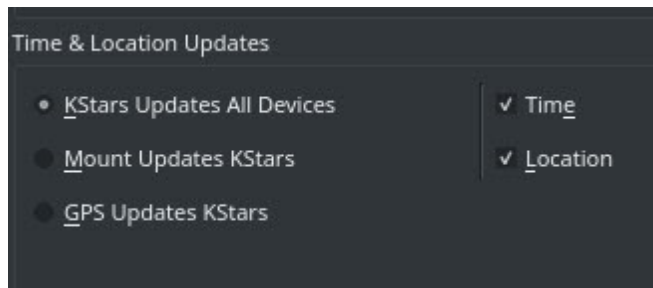 Time & Location Updates
KStars Updates All Devices
Time
Mount Updates KStars
Location
GPS Updates KStars